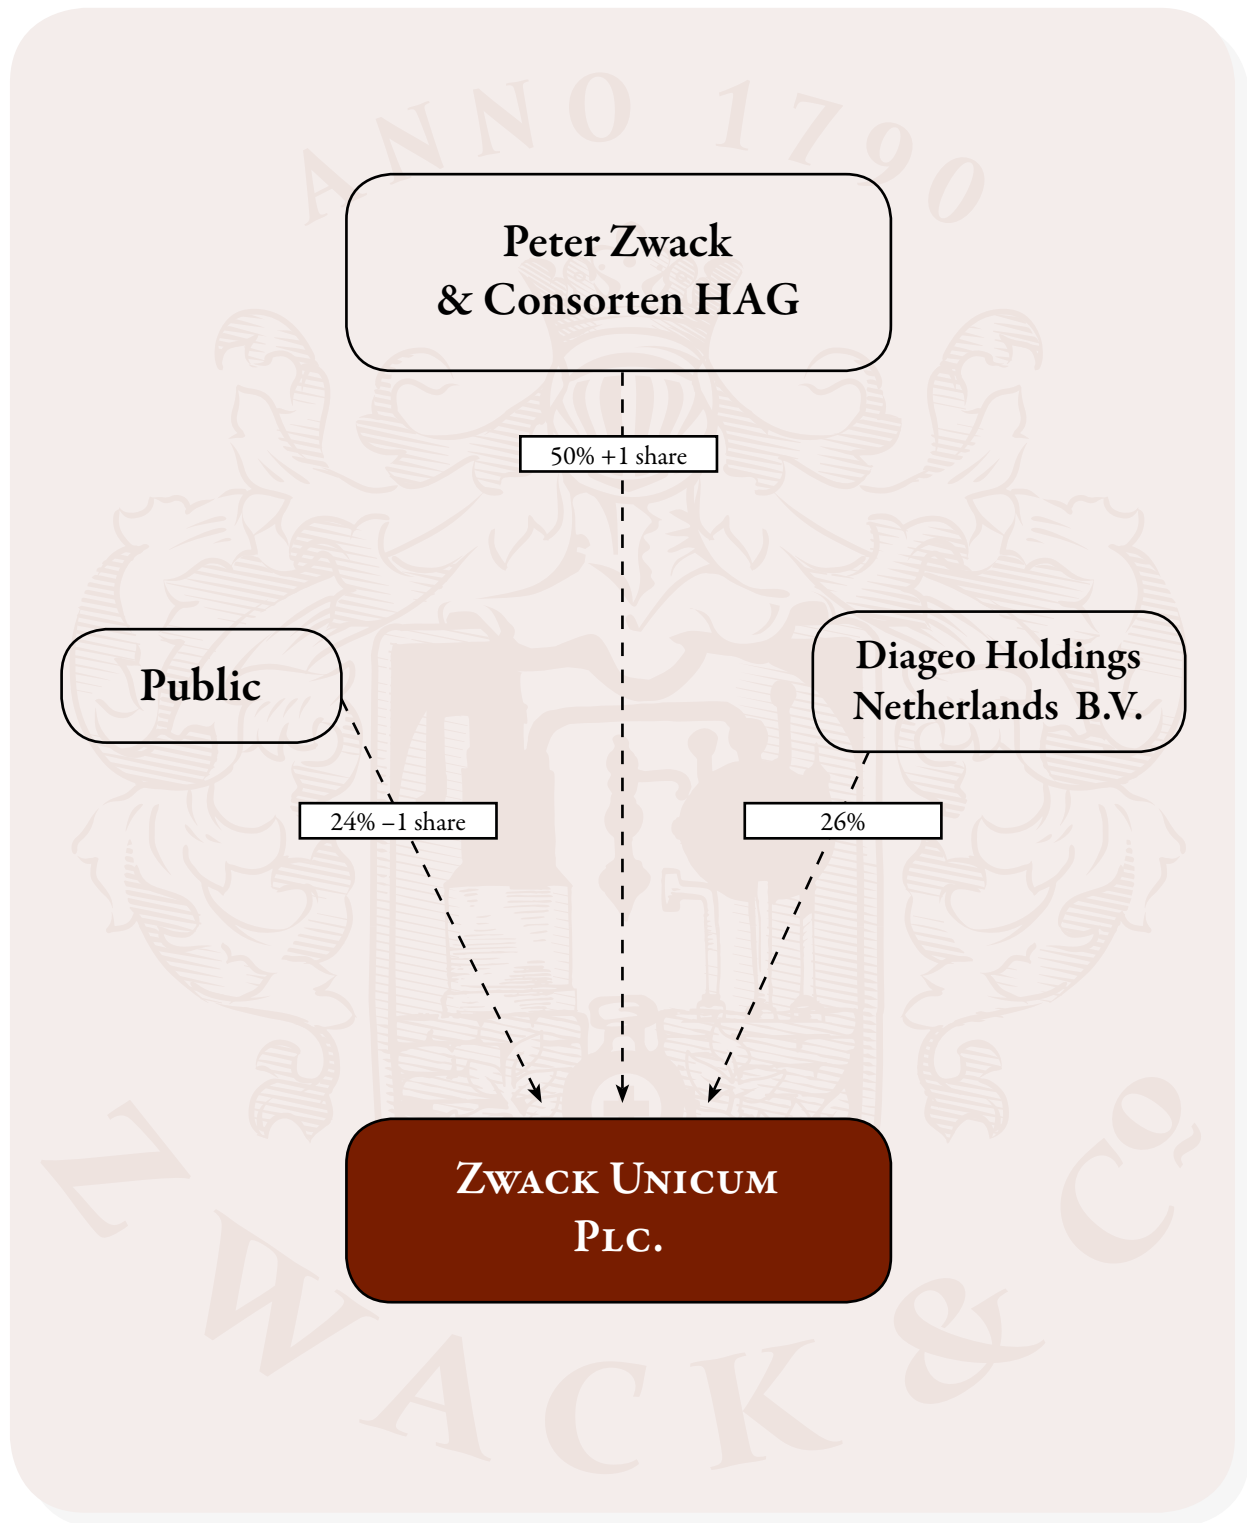 ANNO 1790
Peter Zwack
& Consorten HAG
50% +1 share
Public
Diageo Holdings
Netherlands B.V.
24% –1 share
26%
Zwack Unicum
Plc.
ZWACK & Co